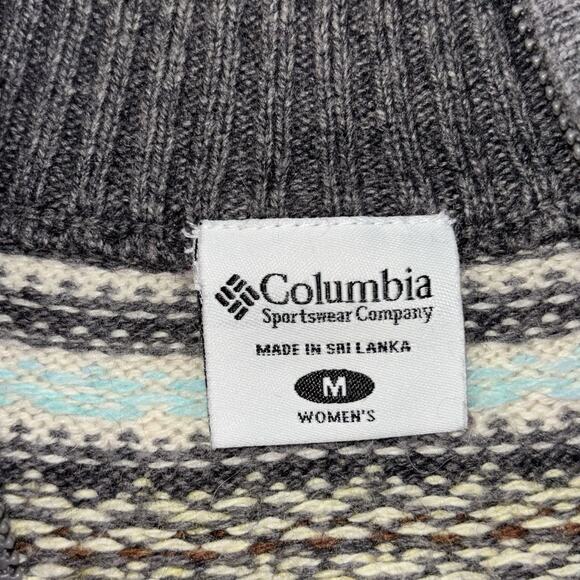 Columbia
Sportswear Company
MADE IN SRI LANKA
M
WOMEN'S